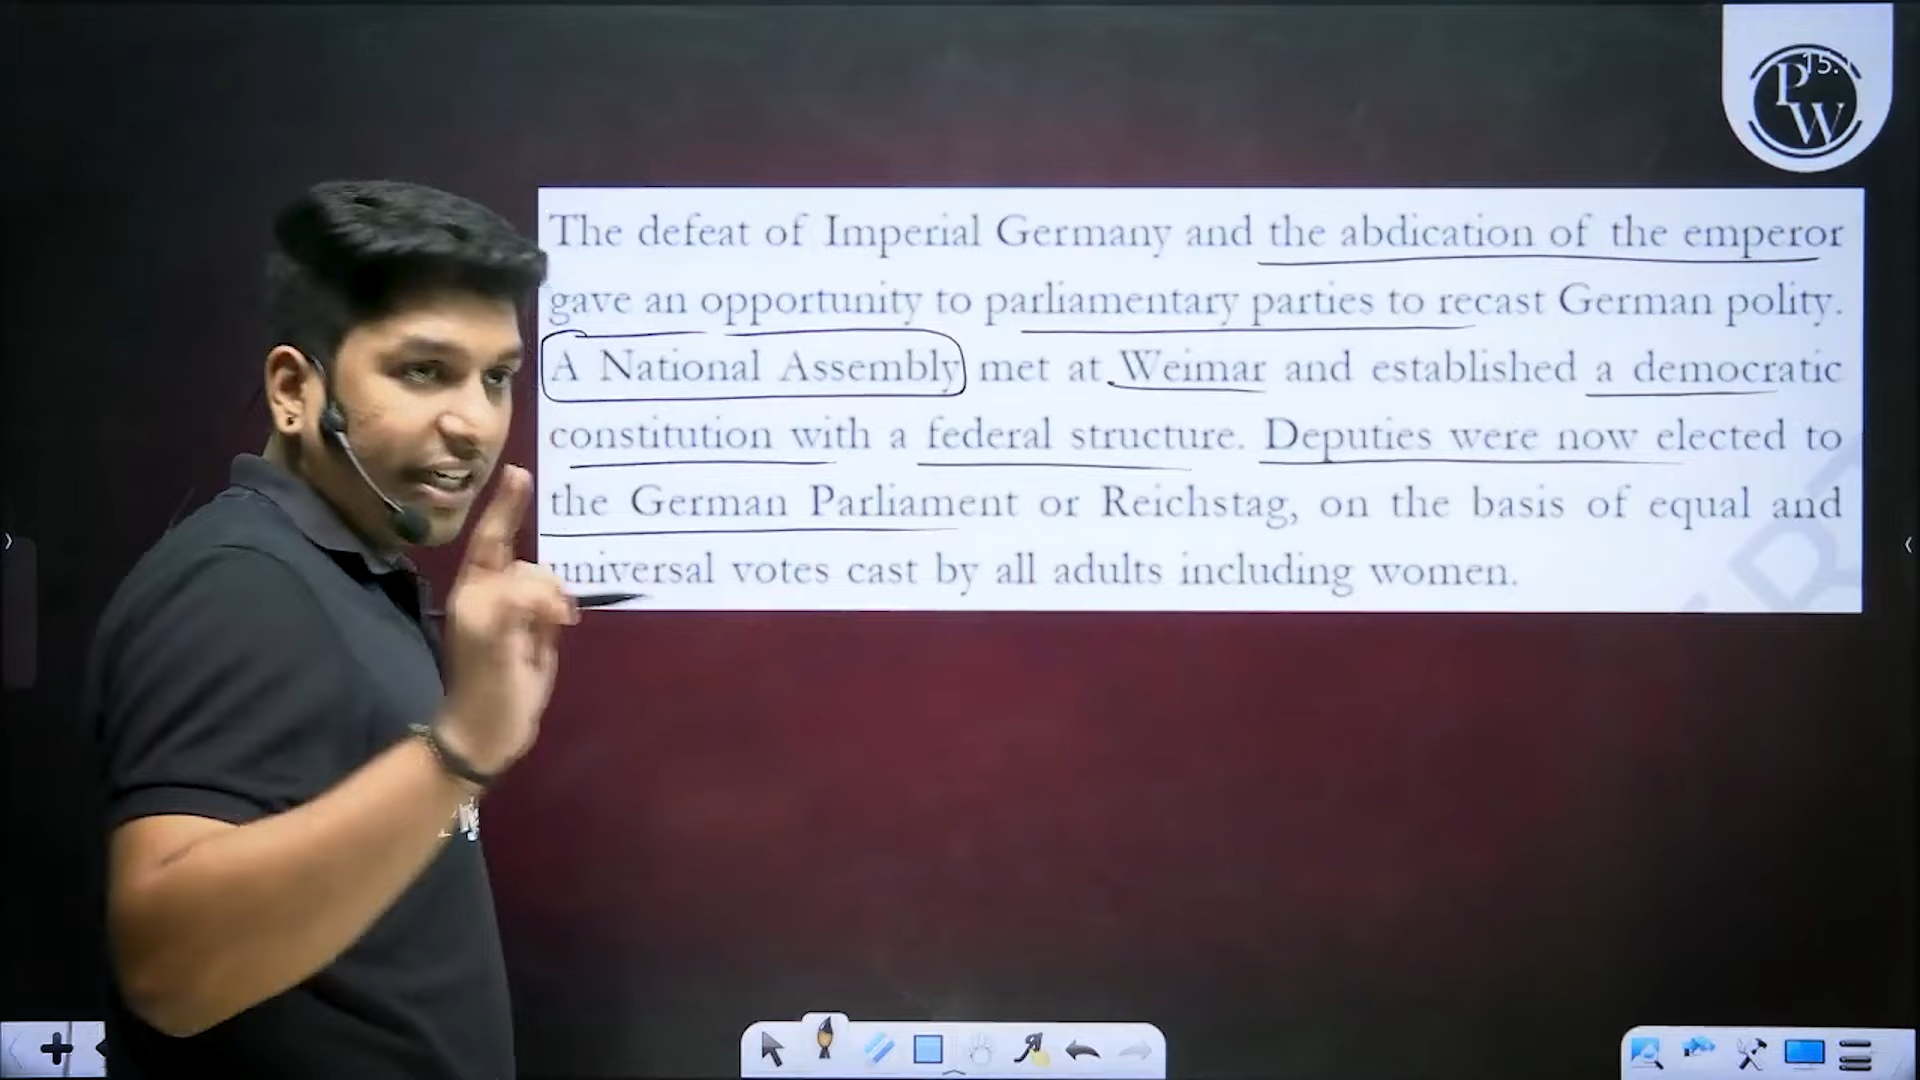 PW
15.
The defeat of Imperial Germany and the abdication of the emperor
gave an opportunity to parliamentary parties to recast German polity.
A National Assembly met at Weimar and established a democratic
constitution with a federal structure. Deputies were now elected to
the German Parliament or Reichstag, on the basis of equal and
universal votes cast by all adults including women.